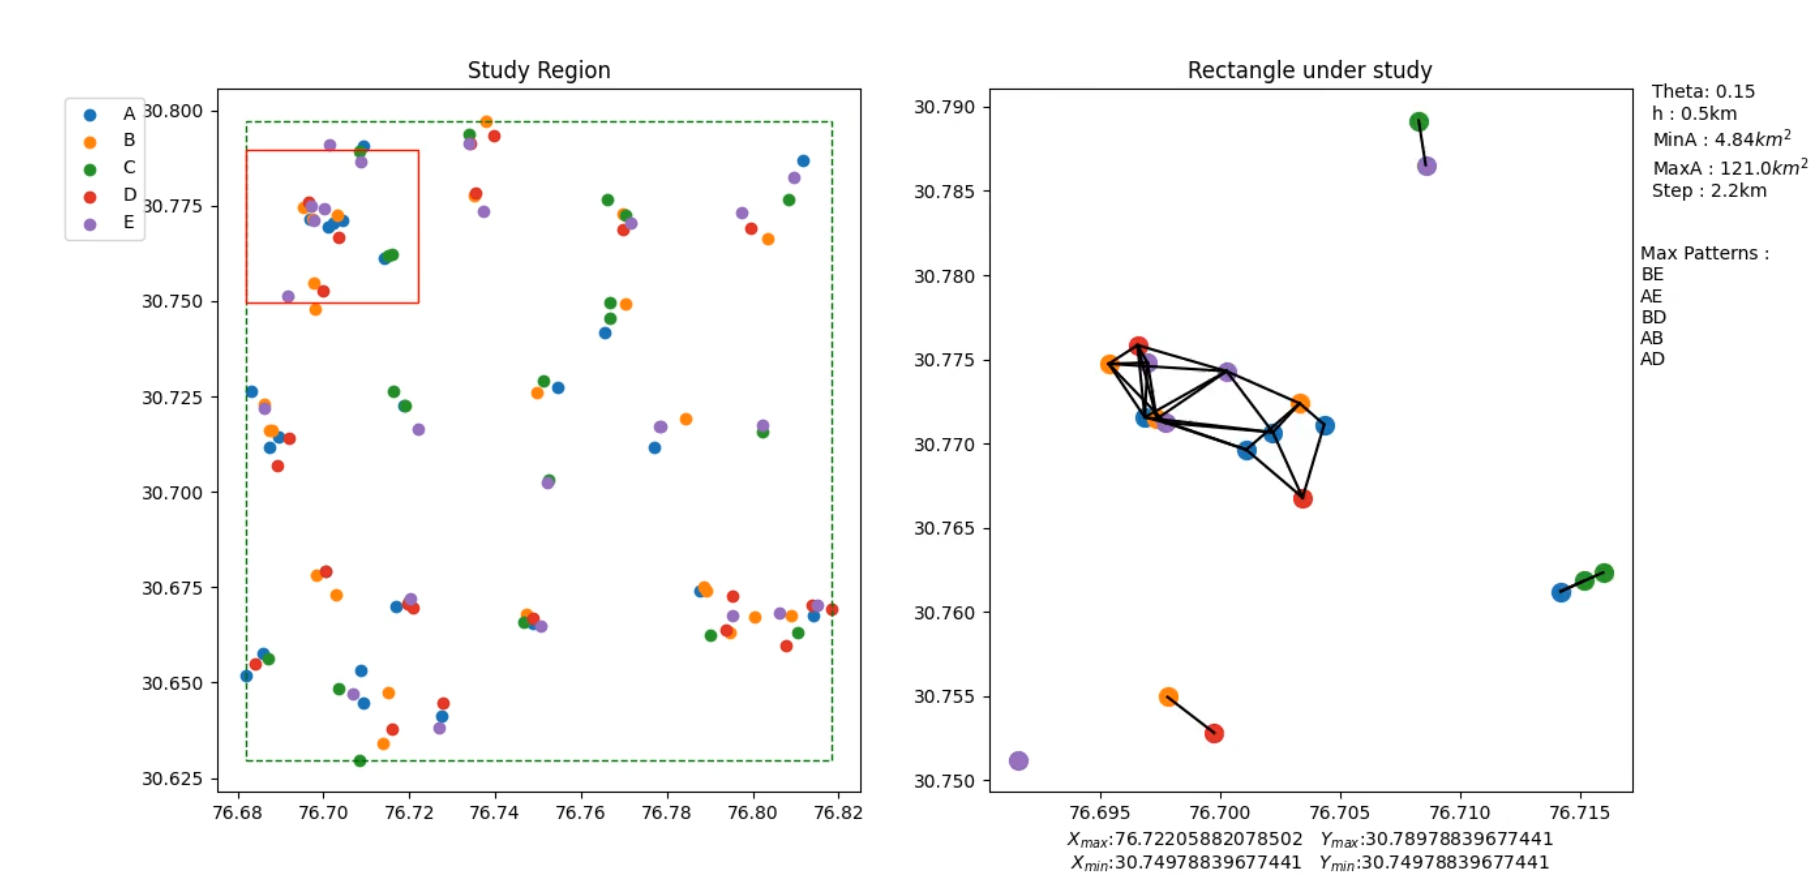 Study Region
A
B
C
D
E
30.800
30.775
30.750
30.725
30.700
30.675
30.650
30.625
76.68 76.70 76.72 76.74 76.76 76.78 76.80 76.82
Rectangle under study
30.790
30.785
30.780
30.775
30.770
30.765
30.760
30.755
30.750
76.695 76.700 76.705 76.710 76.715
Xmax:76.72205882078502 Ymax:30.78978839677441
Xmin:30.74978839677441 Ymin:30.74978839677441
Theta: 0.15
h : 0.5km
MinA : 4.84km²
MaxA : 121.0km²
Step : 2.2km
Max Patterns :
BE
AE
BD
AB
AD